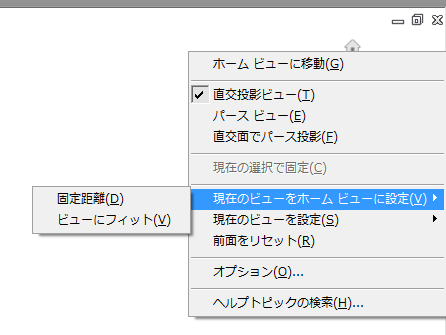 ホーム ビューに移動(G)
直交投影ビュー(T)
パース ビュー(E)
直交面でパース投影(F)
現在の選択で固定(C)
現在のビューをホーム ビューに設定(V)
固定距離(D)
ビューにフィット(V)
現在のビューを設定(S)
前面をリセット(R)
オプション(O)...
ヘルプトピックの検索(H)...